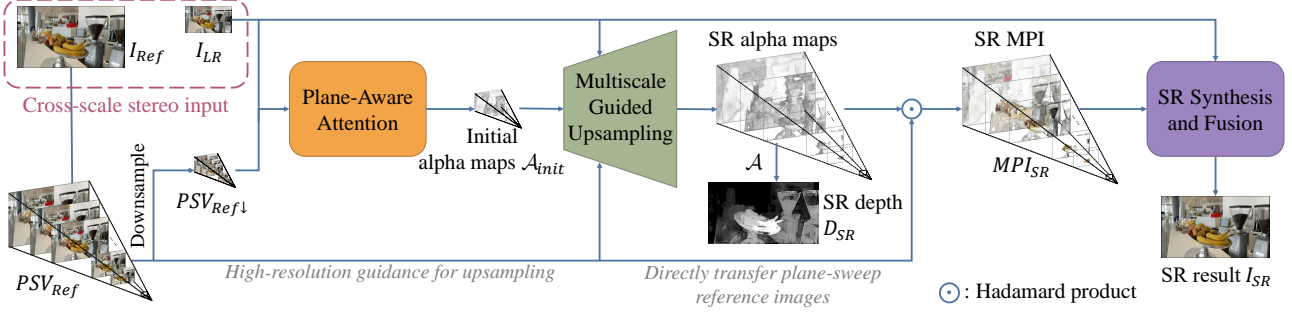 I_Ref
I_LR
Cross-scale stereo input
Downsample
PSV_Ref↓
PSV_Ref
Plane-Aware
Attention
Initial
alpha maps 𝒜_init
Multiscale
Guided
Upsampling
SR alpha maps
𝒜
SR depth
D_SR
SR MPI
MPI_SR
SR Synthesis
and Fusion
SR result I_SR
High-resolution guidance for upsampling
Directly transfer plane-sweep
reference images
⊙: Hadamard product